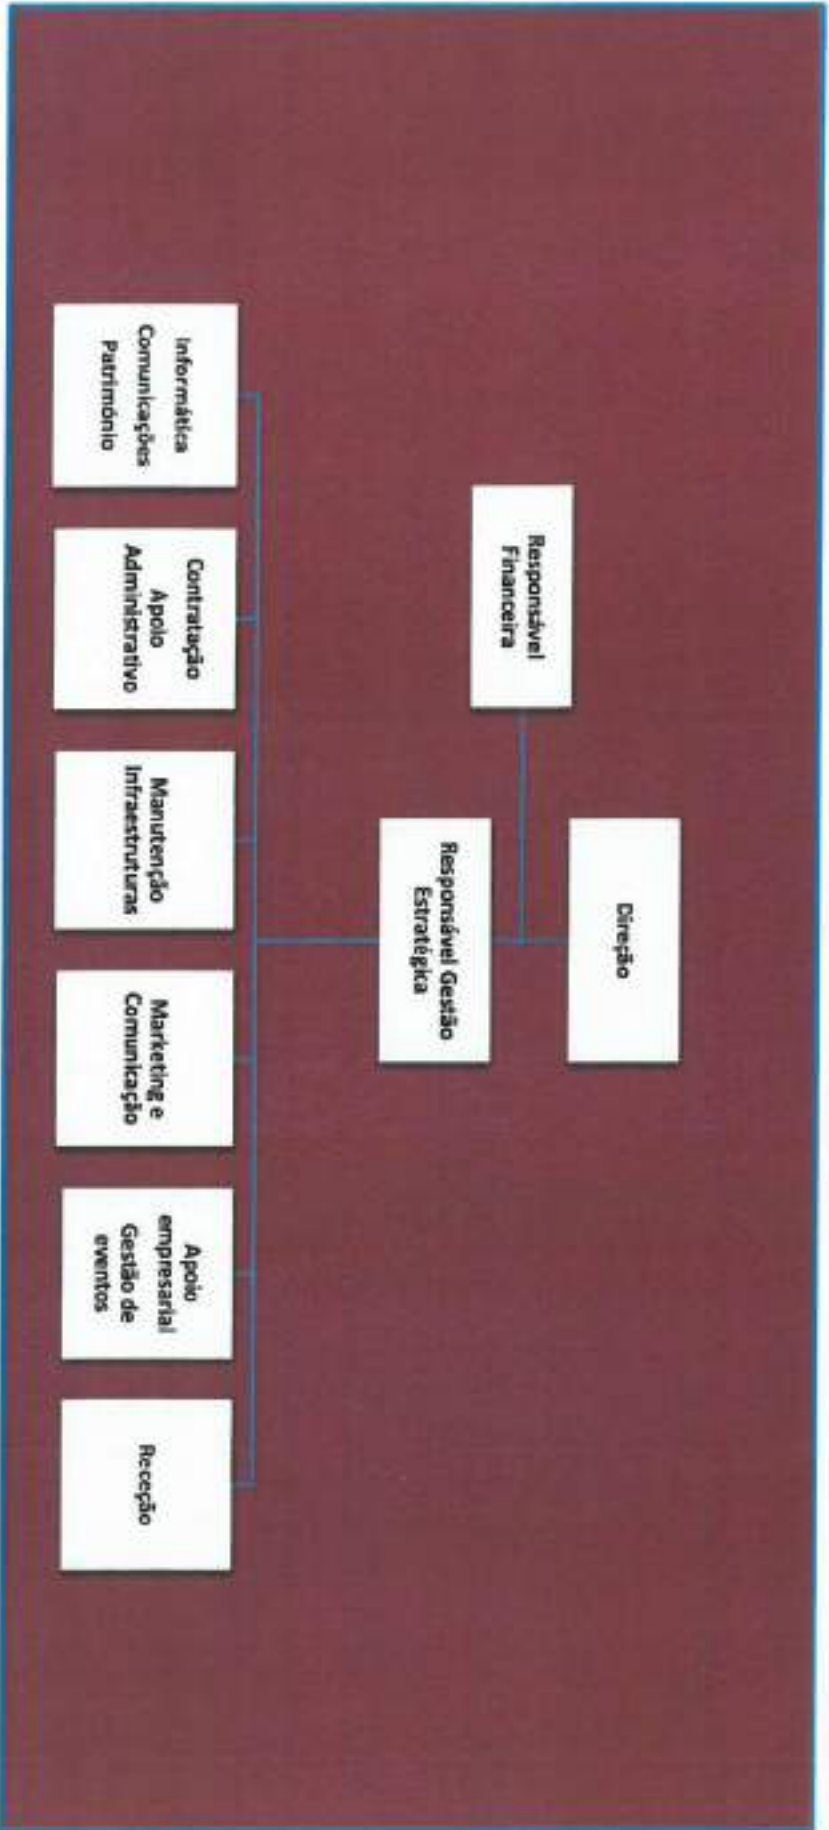 Direção
Responsável
Financeira
Responsável Gestão
Estratégica
Informática
Comunicações
Património
Contratação
Apoio
Administrativo
Manutenção
Infraestruturas
Marketing e
Comunicação
Apoio
empresarial
Gestão de
eventos
Receção